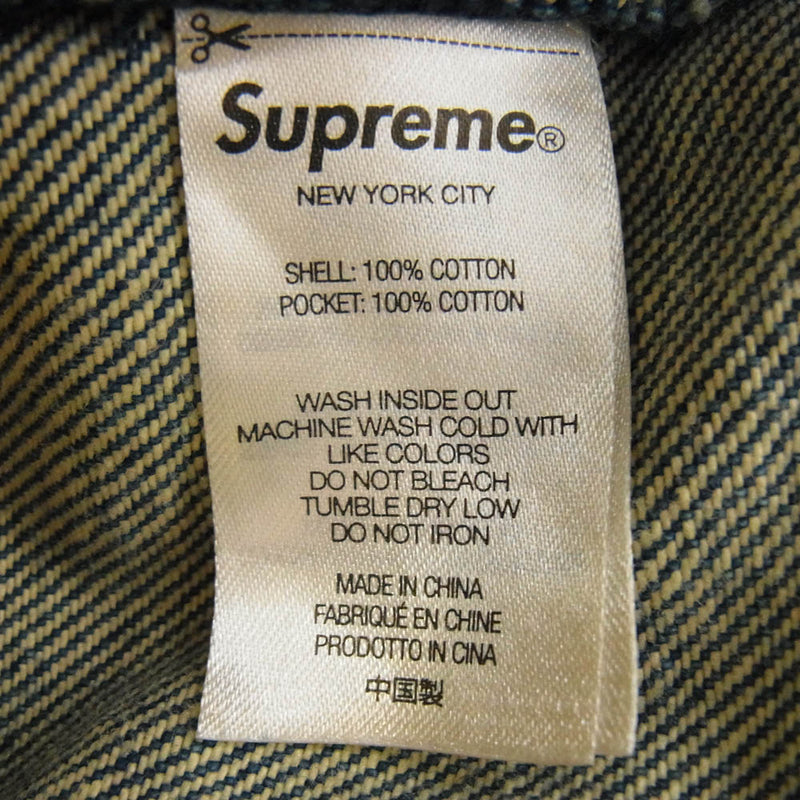 Supreme®
NEW YORK CITY
SHELL: 100% COTTON
POCKET: 100% COTTON
WASH INSIDE OUT
MACHINE WASH COLD WITH
LIKE COLORS
DO NOT BLEACH
TUMBLE DRY LOW
DO NOT IRON
MADE IN CHINA
FABRIQUÉ EN CHINE
PRODOTTO IN CINA
中国製